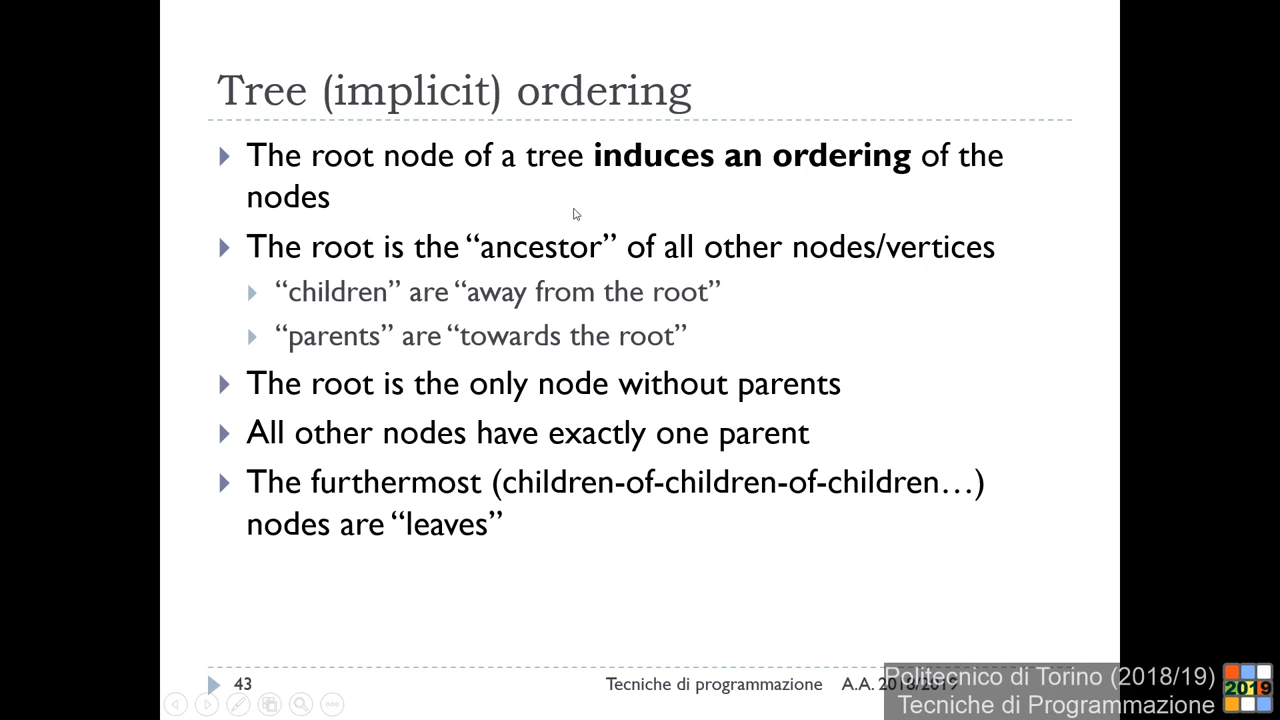 Tree (implicit) ordering
The root node of a tree induces an ordering of the
nodes
The root is the “ancestor” of all other nodes/vertices
“children” are “away from the root”
“parents” are “towards the root”
The root is the only node without parents
All other nodes have exactly one parent
The furthermost (children-of-children-of-children…)
nodes are “leaves”
43
Tecniche di programmazione A.A. 2018/2019
Politecnico di Torino (2018/19)
Tecniche di Programmazione
2019